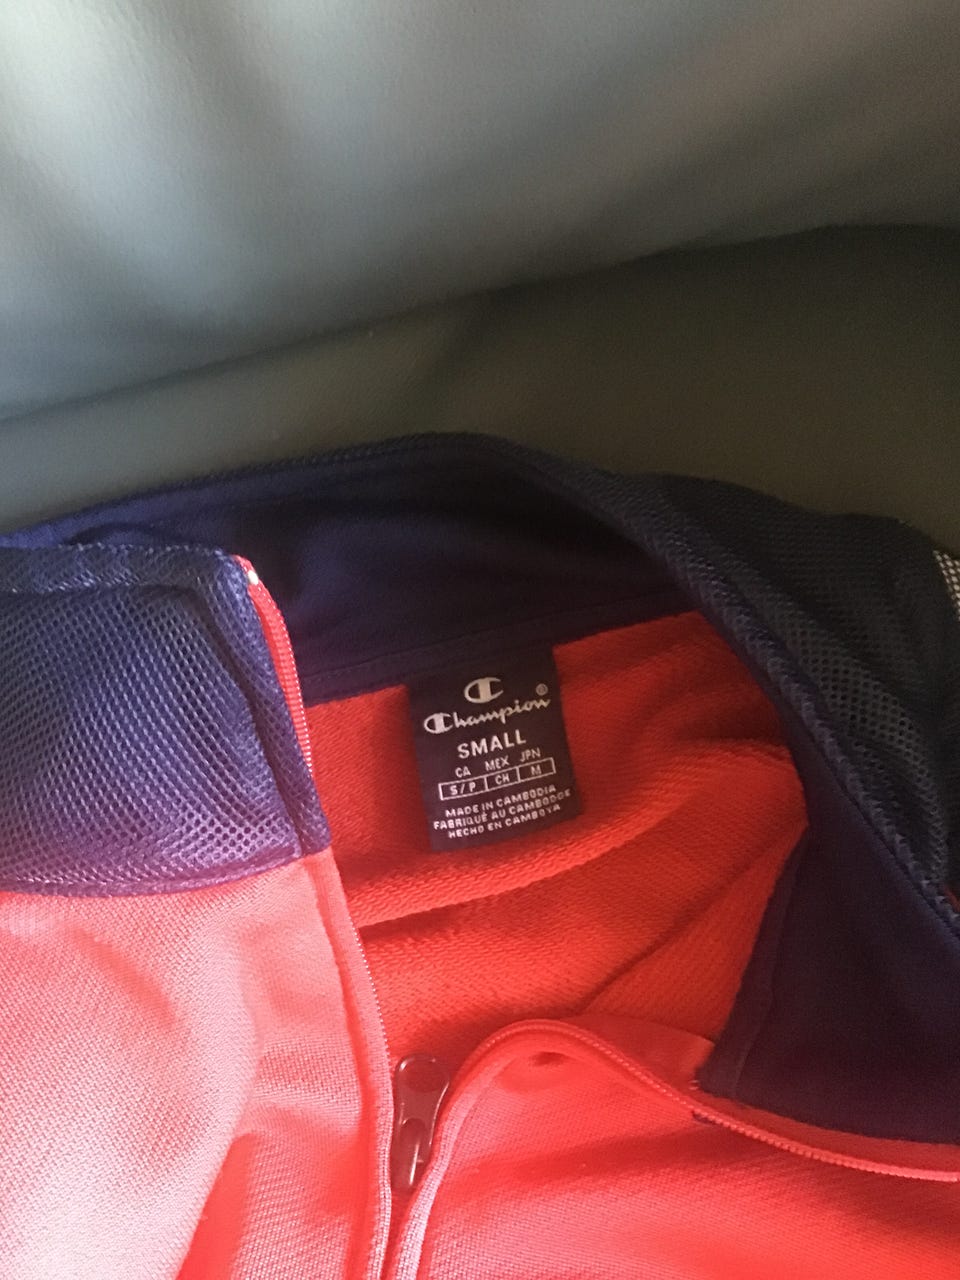 Champion®
SMALL
CA MEX JPN
S/P CH M
MADE IN CAMBODIA
FABRIQUÉ AU CAMBODGE
HECHO EN CAMBOYA